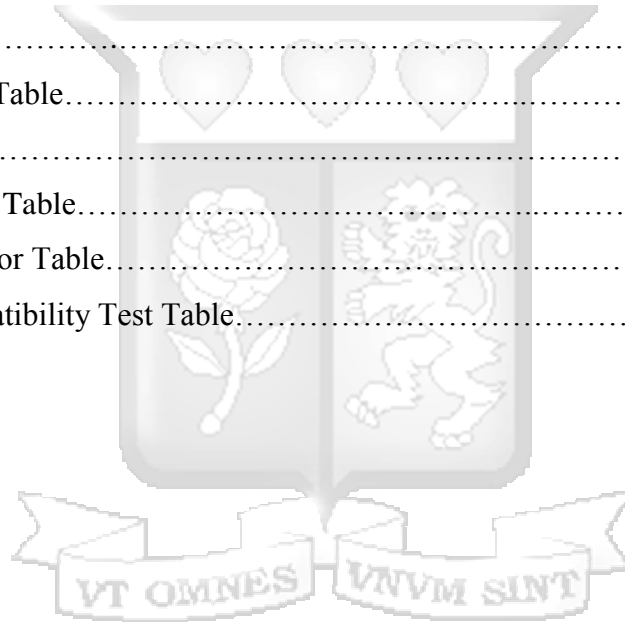 ……………………………………………………………
Table……………………………………………
……………………………………………………………
Table……………………………………………
or Table…………………………………………
atibility Test Table………………………………
VT OMNES VNVM SINT